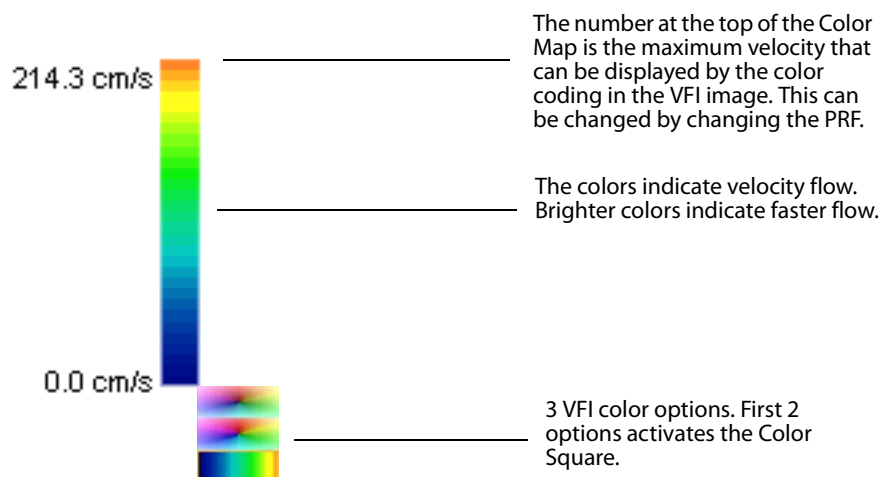 The number at the top of the Color
Map is the maximum velocity that
can be displayed by the color
coding in the VFI image. This can
be changed by changing the PRF.
214.3 cm/s
The colors indicate velocity flow.
Brighter colors indicate faster flow.
0.0 cm/s
3 VFI color options. First 2
options activates the Color
Square.